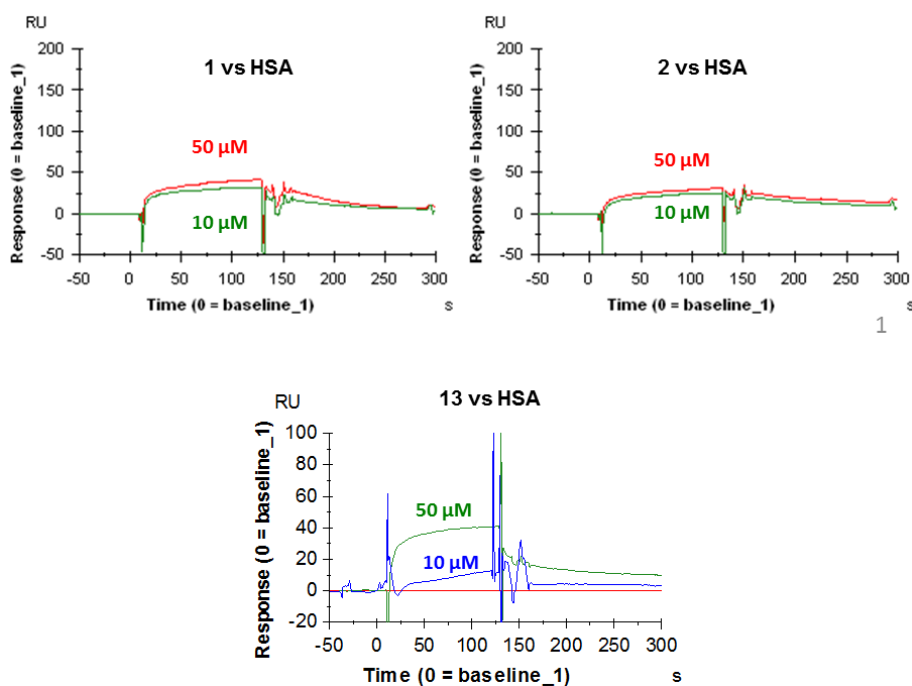 RU
1 vs HSA
200
150
100
50
0
-50
50 µM
10 µM
Response (0 = baseline_1)
-50 0 50 100 150 200 250 300
Time (0 = baseline_1) s
RU
2 vs HSA
200
150
100
50
0
-50
50 µM
10 µM
Response (0 = baseline_1)
-50 0 50 100 150 200 250 300
Time (0 = baseline_1) s
1
RU
13 vs HSA
100
80
60
40
20
0
-20
50 µM
10 µM
Response (0 = baseline_1)
-50 0 50 100 150 200 250 300
Time (0 = baseline_1) s